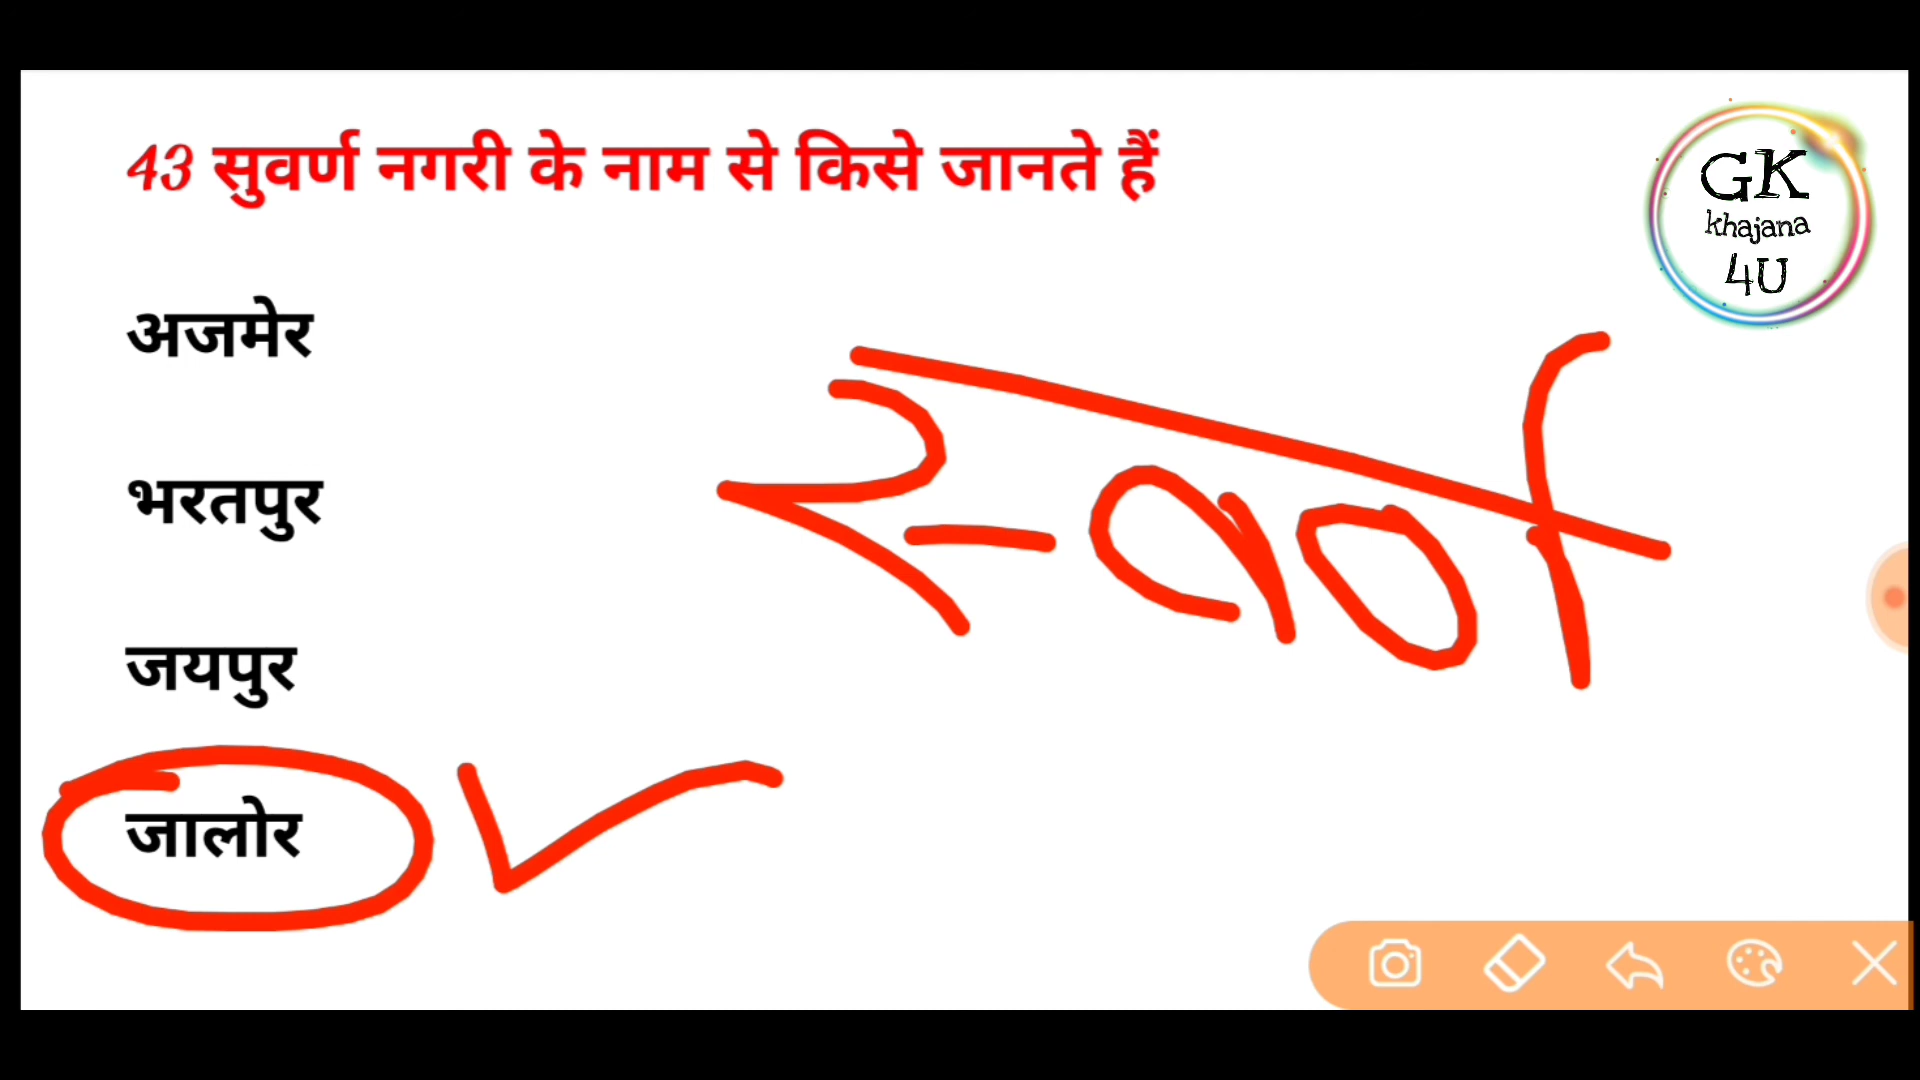 43 सुवर्ण नगरी के नाम से किसे जानते हैं
GK
khajana
4U
अजमेर
स्वर्ण
भरतपुर
जयपुर
जालोर